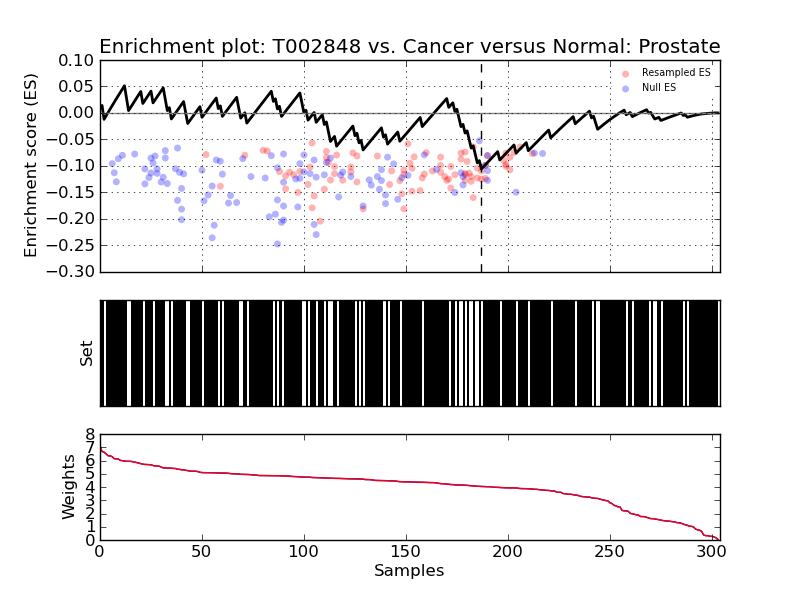 Enrichment plot: T002848 vs. Cancer versus Normal: Prostate
Enrichment score (ES)
0.10
0.05
0.00
−0.05
−0.10
−0.15
−0.20
−0.25
−0.30
Resampled ES
Null ES
Set
Weights
8
7
6
5
4
3
2
1
0
0 50 100 150 200 250 300
Samples